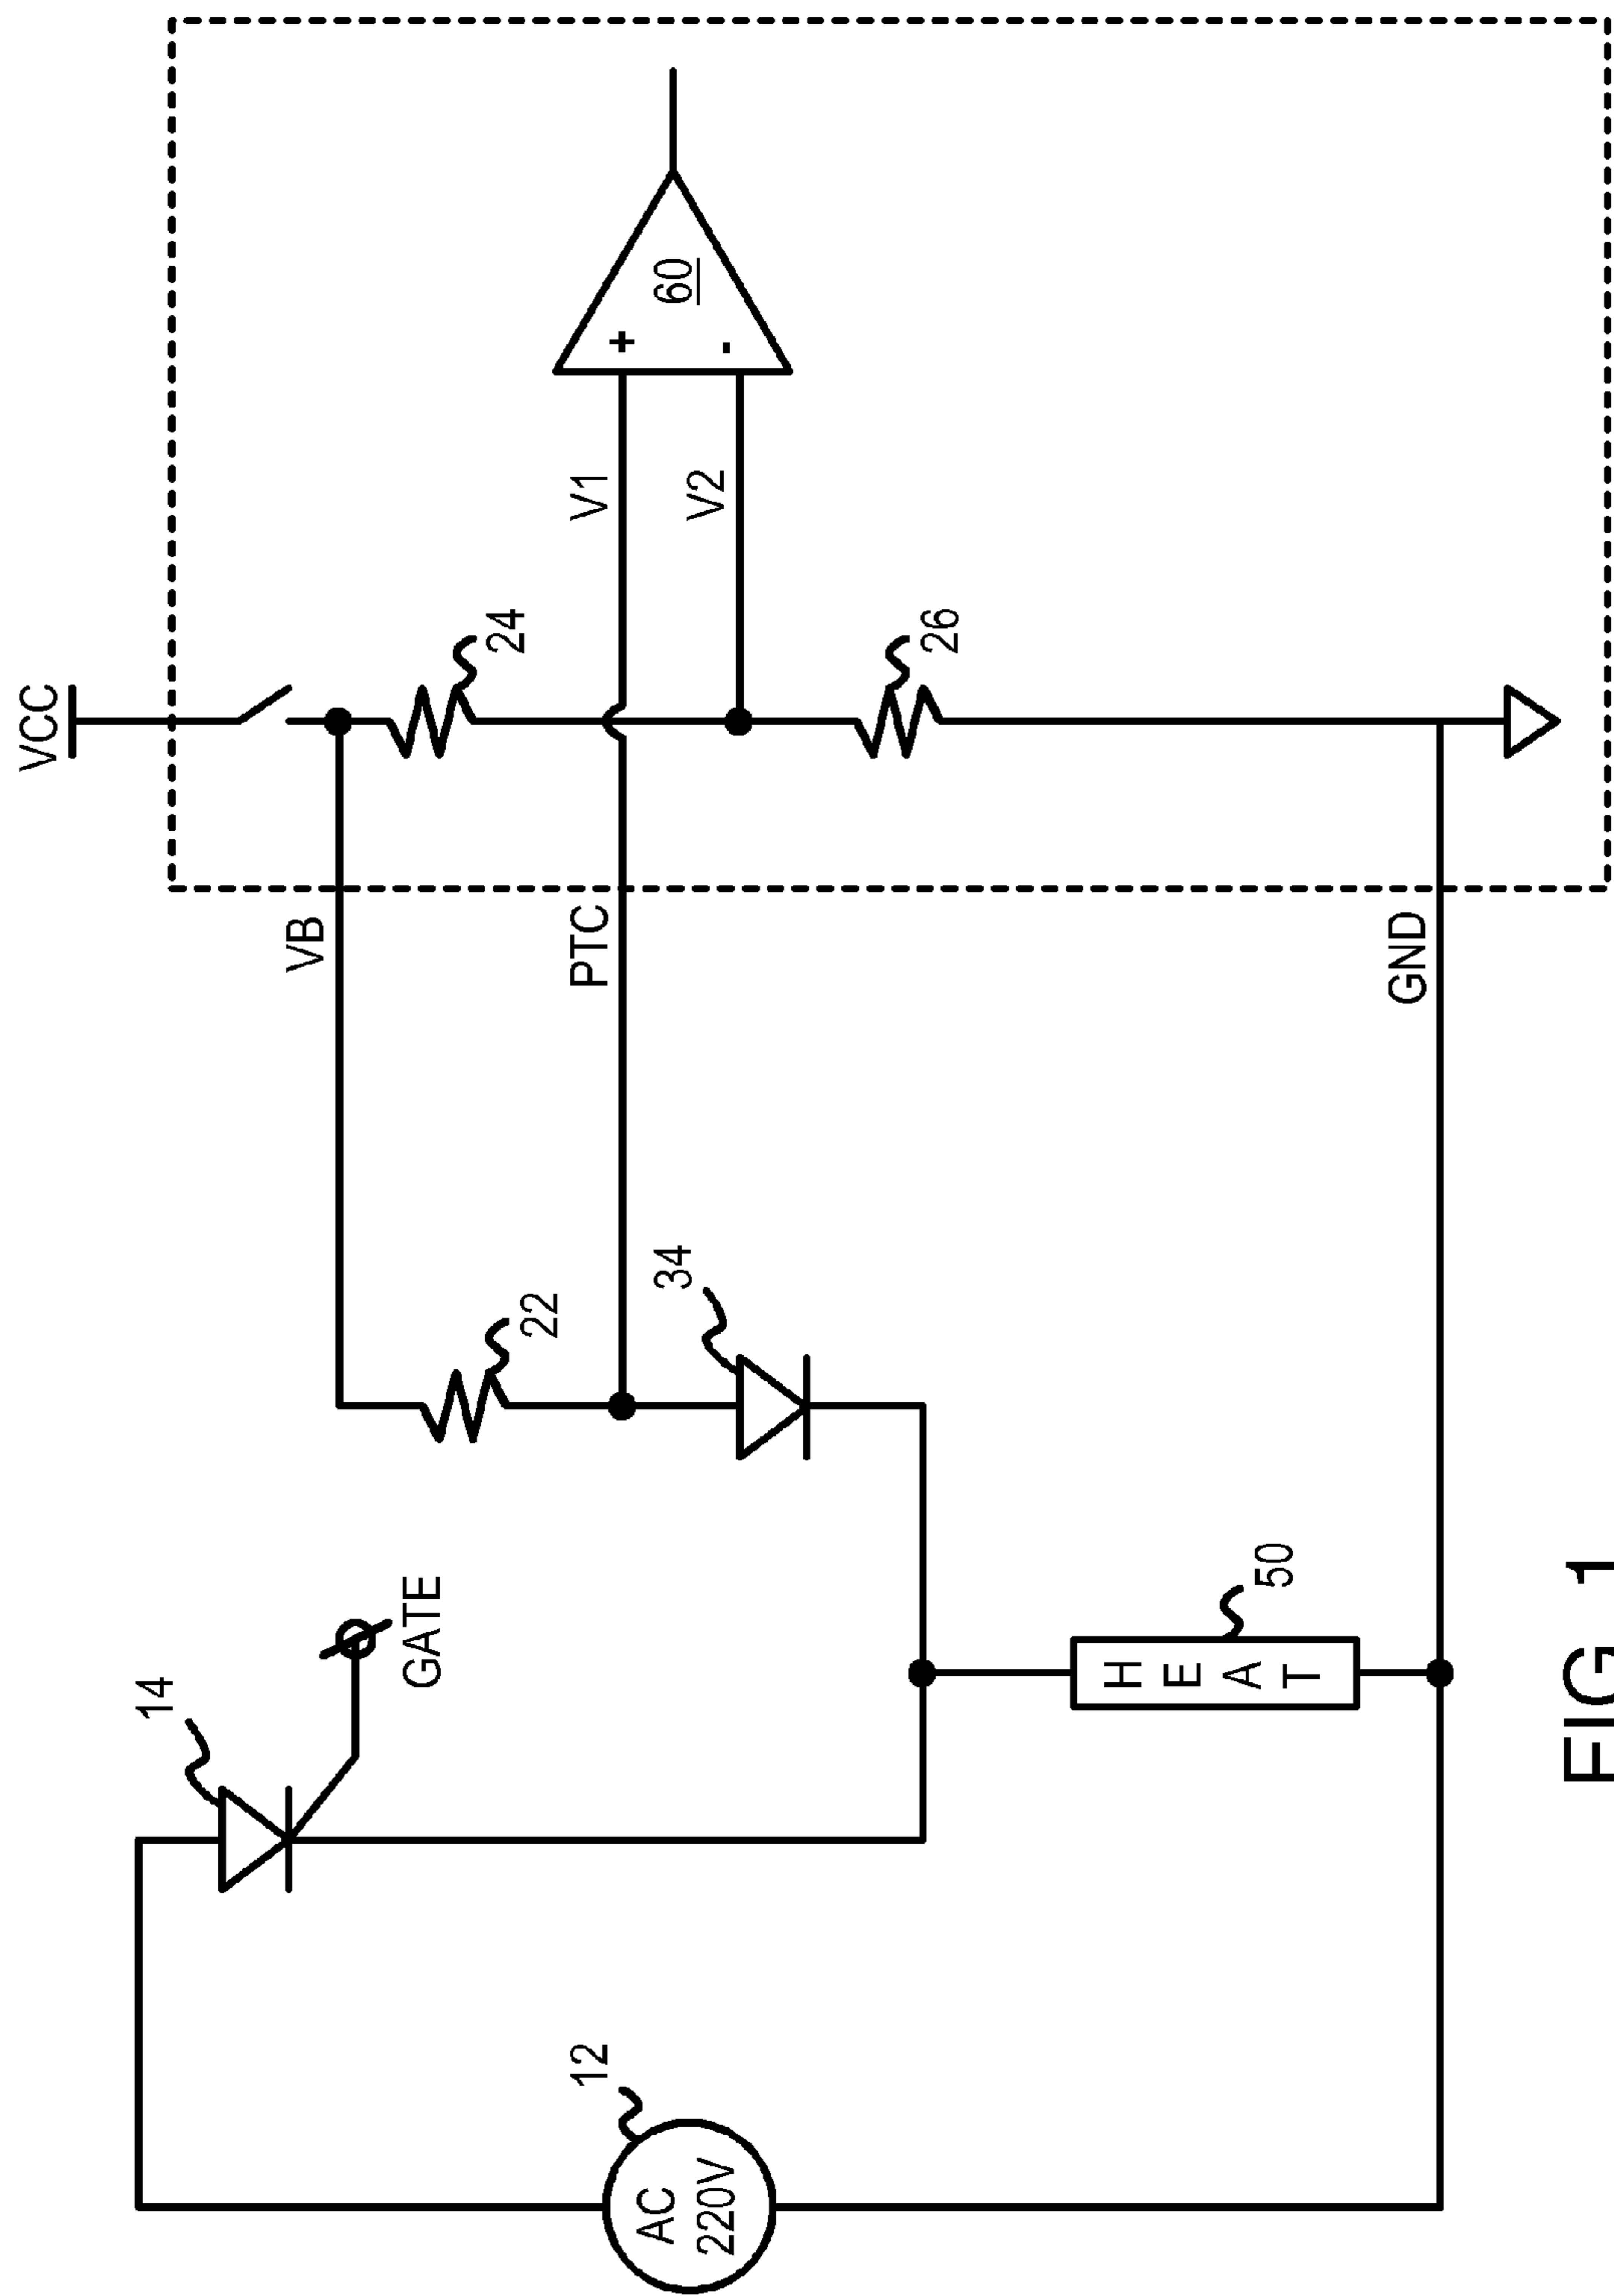 VCC
24
V1
V2
+
-
60
26
VB
PTC
GND
22
34
14
GATE
HEAT
50
12
AC
220V
FIG. 1